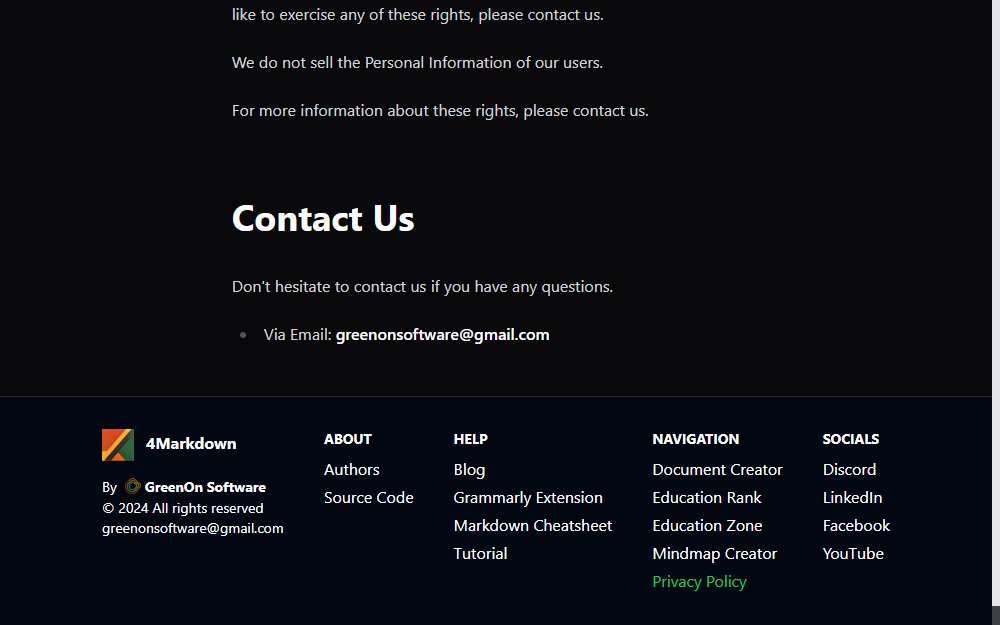 like to exercise any of these rights, please contact us.
We do not sell the Personal Information of our users.
For more information about these rights, please contact us.
Contact Us
Don't hesitate to contact us if you have any questions.
Via Email: greenonsoftware@gmail.com
4Markdown
By GreenOn Software
© 2024 All rights reserved
greenonsoftware@gmail.com
ABOUT
Authors
Source Code
HELP
Blog
Grammarly Extension
Markdown Cheatsheet
Tutorial
NAVIGATION
Document Creator
Education Rank
Education Zone
Mindmap Creator
Privacy Policy
SOCIALS
Discord
LinkedIn
Facebook
YouTube